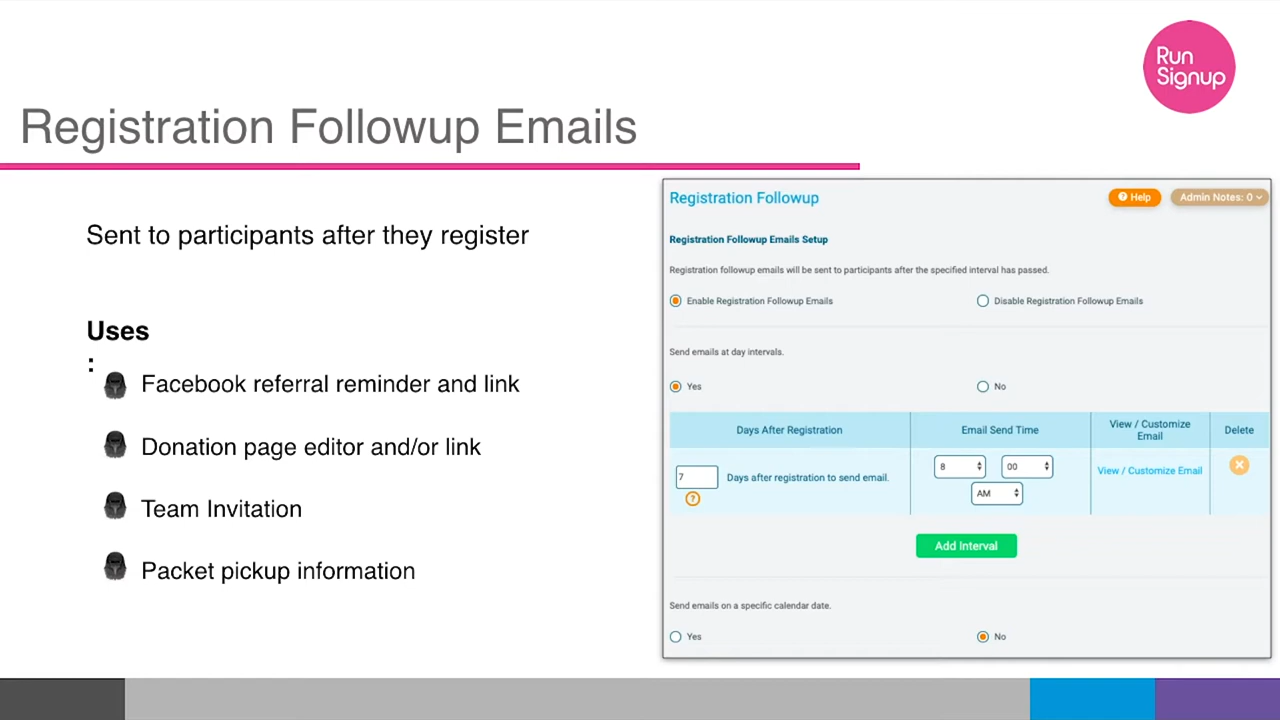 Run
Signup
Registration Followup Emails
Sent to participants after they register
Uses
:
Facebook referral reminder and link
Donation page editor and/or link
Team Invitation
Packet pickup information
Registration Followup
? Help
Admin Notes: 0
Registration Followup Emails Setup
Registration followup emails will be sent to participants after the specified interval has passed.
Enable Registration Followup Emails
Disable Registration Followup Emails
Send emails at day intervals.
Yes
No
Days After Registration
Email Send Time
View / Customize
Email
Delete
7
Days after registration to send email.
?
8
00
AM
View / Customize Email
Add Interval
Send emails on a specific calendar date.
Yes
No